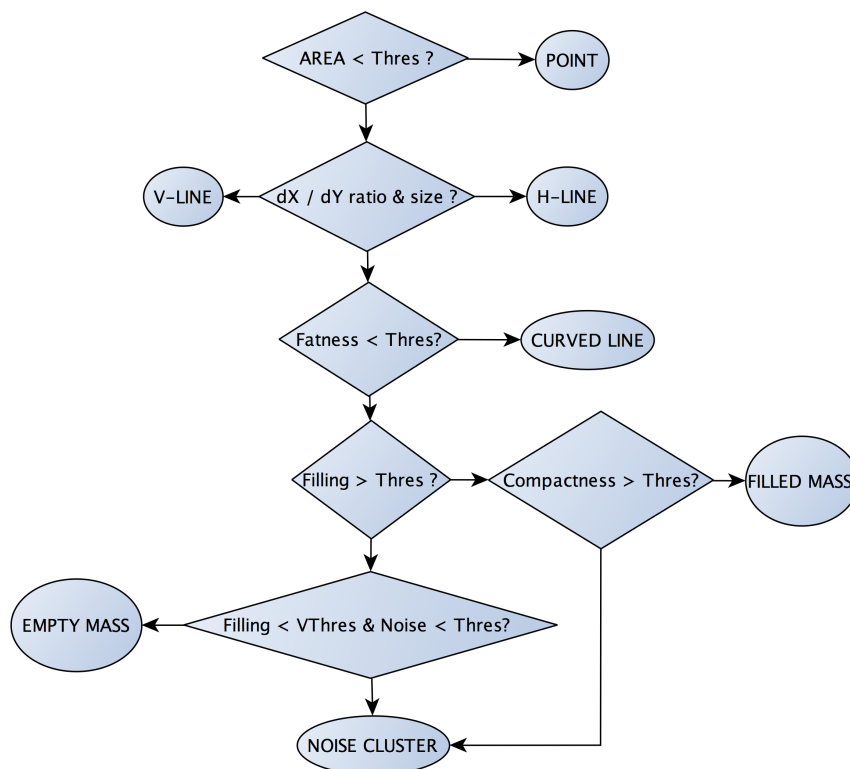 AREA < Thres ?
POINT
V-LINE
dX / dY ratio & size ?
H-LINE
Fatness < Thres?
CURVED LINE
Filling > Thres ?
Compactness > Thres?
FILLED MASS
EMPTY MASS
Filling < VThres & Noise < Thres?
NOISE CLUSTER